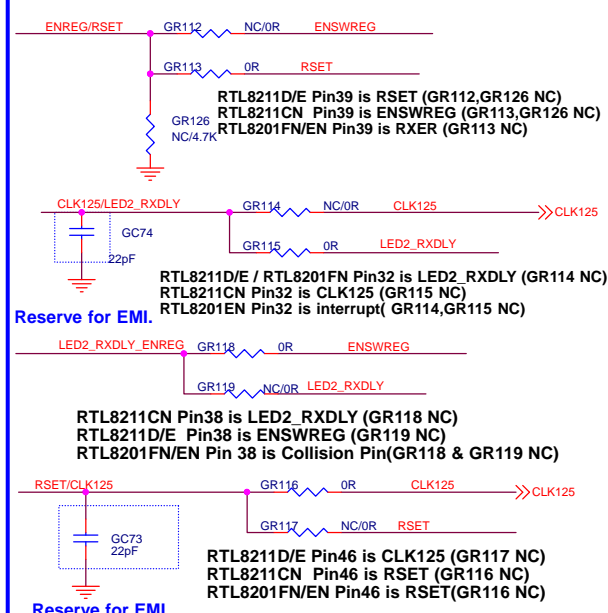 ENREG/RSET GR112 NC/0R ENSWREG
GR113 0R RSET
RTL8211D/E Pin39 is RSET (GR112,GR126 NC)
RTL8211CN Pin39 is ENSWREG (GR113,GR126 NC)
RTL8201FN/EN Pin39 is RXER (GR113 NC)
GR126
NC/4.7K
CLK125/LED2_RXDLY GR114 NC/0R CLK125 CLK125
GC74
22pF
GR115 0R LED2_RXDLY
RTL8211D/E / RTL8201FN Pin32 is LED2_RXDLY (GR114 NC)
RTL8211CN Pin32 is CLK125 (GR115 NC)
RTL8201EN Pin32 is interrupt( GR114,GR115 NC)
Reserve for EMI.
LED2_RXDLY_ENREG GR118 0R ENSWREG
GR119 NC/0R LED2_RXDLY
RTL8211CN Pin38 is LED2_RXDLY (GR118 NC)
RTL8211D/E Pin38 is ENSWREG (GR119 NC)
RTL8201FN/EN Pin 38 is Collision Pin(GR118 & GR119 NC)
RSET/CLK125 GR116 0R CLK125 CLK125
GC73
22pF
GR117 NC/0R RSET
RTL8211D/E Pin46 is CLK125 (GR117 NC)
RTL8211CN Pin46 is RSET (GR116 NC)
RTL8201FN/EN Pin46 is RSET(GR116 NC)
Reserve for EMI.